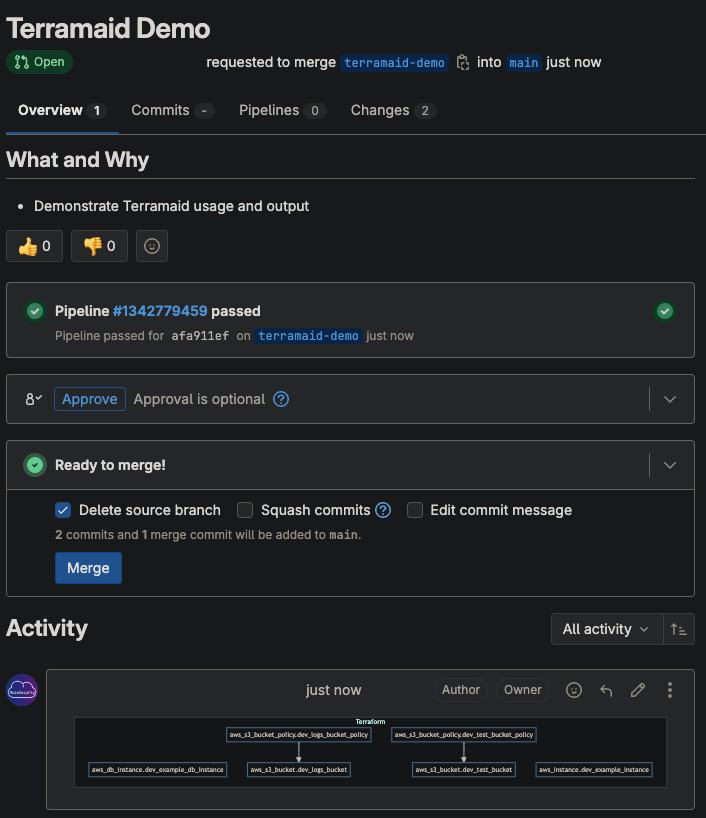 Terramaid Demo
Open requested to merge terramaid-demo into main just now
Overview 1 Commits - Pipelines 0 Changes 2
What and Why
• Demonstrate Terramaid usage and output
👍 0 👎 0
Pipeline #1342779459 passed
Pipeline passed for afa911ef on terramaid-demo just now
Approve Approval is optional
Ready to merge!
Delete source branch Squash commits Edit commit message
2 commits and 1 merge commit will be added to main.
Merge
Activity All activity
just now Author Owner
Terraform
aws_s3_bucket_policy.dev_logs_bucket_policy aws_s3_bucket_policy.dev_test_bucket_policy
aws_db_instance.dev_example_db_instance aws_s3_bucket.dev_logs_bucket aws_s3_bucket.dev_test_bucket aws_instance.dev_example_instance